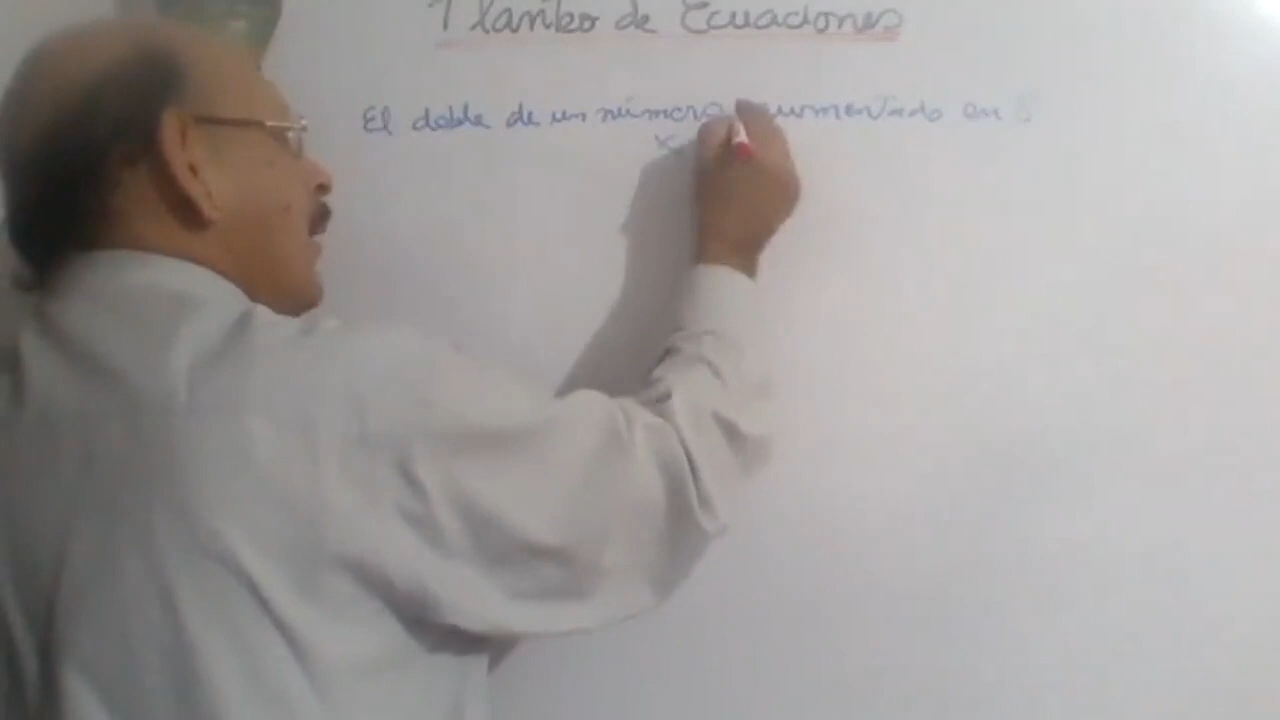 Planteo de Ecuaciones
El doble de un número, aumentado en
x